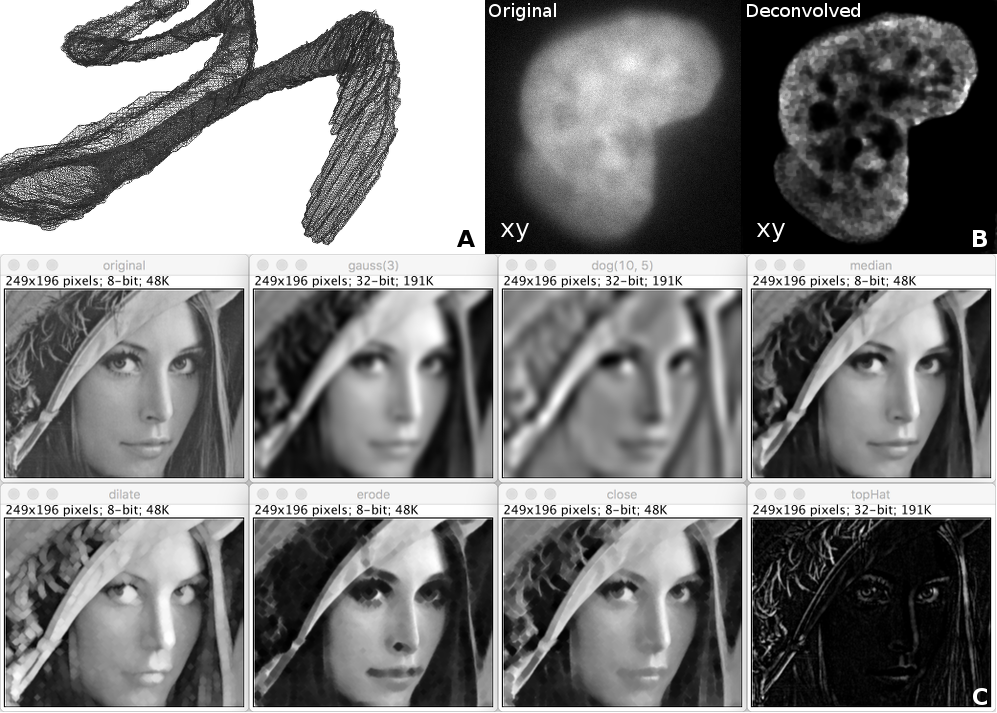 Original
Deconvolved
xy
xy
A
B
original
gauss(3)
dog(10, 5)
median
249x196 pixels; 8-bit; 48K
249x196 pixels; 32-bit; 191K
249x196 pixels; 32-bit; 191K
249x196 pixels; 8-bit; 48K
dilate
erode
close
topHat
249x196 pixels; 8-bit; 48K
249x196 pixels; 8-bit; 48K
249x196 pixels; 8-bit; 48K
249x196 pixels; 32-bit; 191K
C